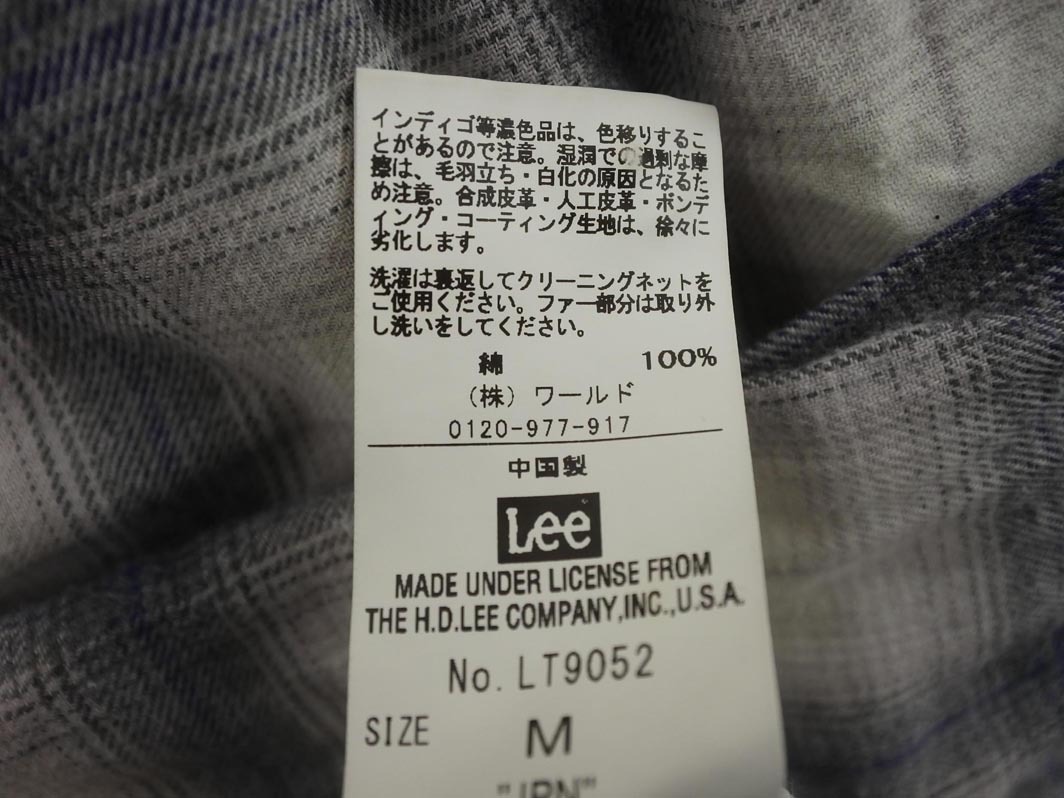 インディゴ等濃色品は、色移りするこ
とがあるので注意。湿潤での過剰な摩
擦は、毛羽立ち・白化の原因となるた
め注意。合成皮革・人工皮革・ボンデ
ィング・コーティング生地は、徐々に
劣化します。
洗濯は裏返してクリーニングネットを
ご使用ください。ファー部分は取り外
し洗いをしてください。
綿 100%
(株) ワールド
0120-977-917
中国製
Lee
MADE UNDER LICENSE FROM
THE H.D.LEE COMPANY,INC.,U.S.A.
No. LT9052
SIZE M
"JPN"